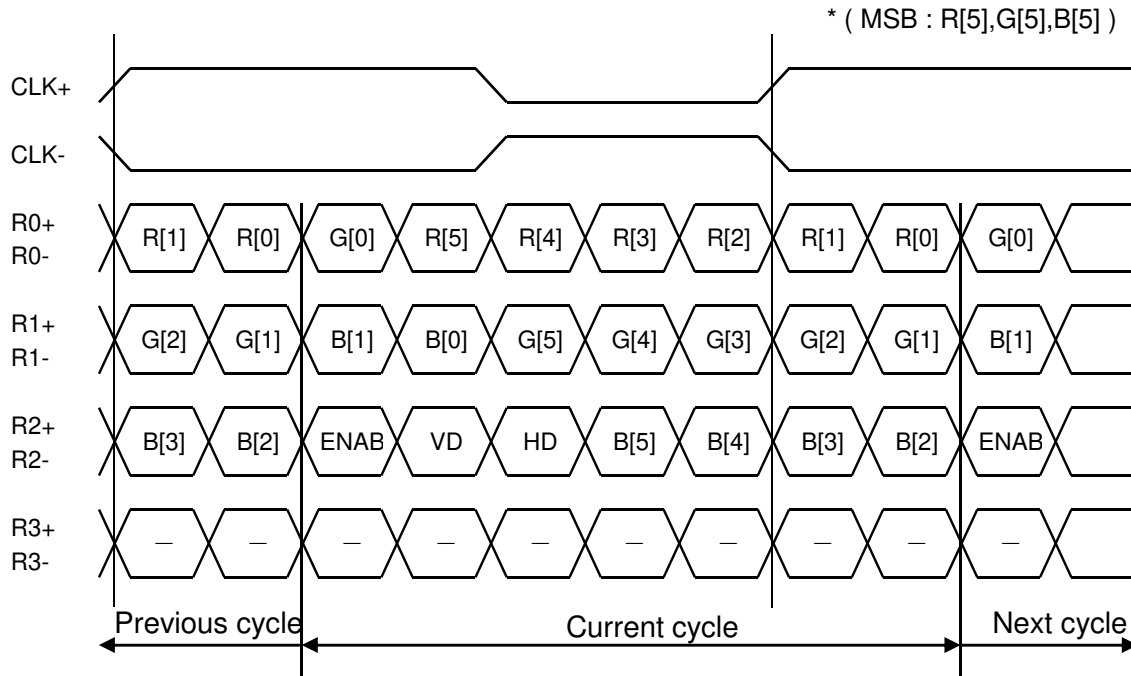 * ( MSB : R[5],G[5],B[5] )
CLK+
CLK-
R0+
R0-
R[1] R[0] G[0] R[5] R[4] R[3] R[2] R[1] R[0] G[0]
R1+
R1-
G[2] G[1] B[1] B[0] G[5] G[4] G[3] G[2] G[1] B[1]
R2+
R2-
B[3] B[2] ENAB VD HD B[5] B[4] B[3] B[2] ENAB
R3+
R3-
— — — — — — — — — —
Previous cycle Current cycle Next cycle